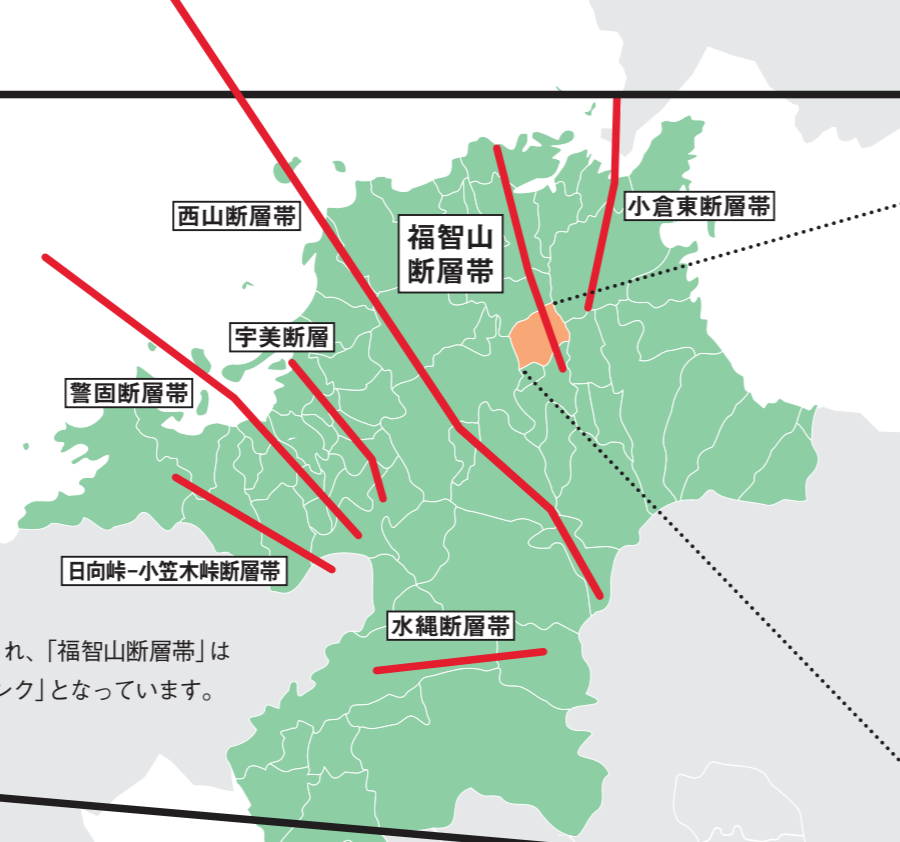 西山断層帯
福智山
断層帯
小倉東断層帯
宇美断層
警固断層帯
日向峠−小笠木峠断層帯
水縄断層帯
れ、「福智山断層帯」は
ンク」となっています。